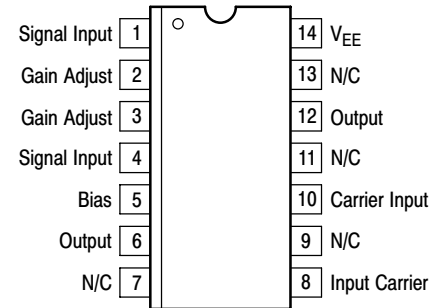 Signal Input 1
Gain Adjust 2
Gain Adjust 3
Signal Input 4
Bias 5
Output 6
N/C 7
14 VEE
13 N/C
12 Output
11 N/C
10 Carrier Input
9 N/C
8 Input Carrier